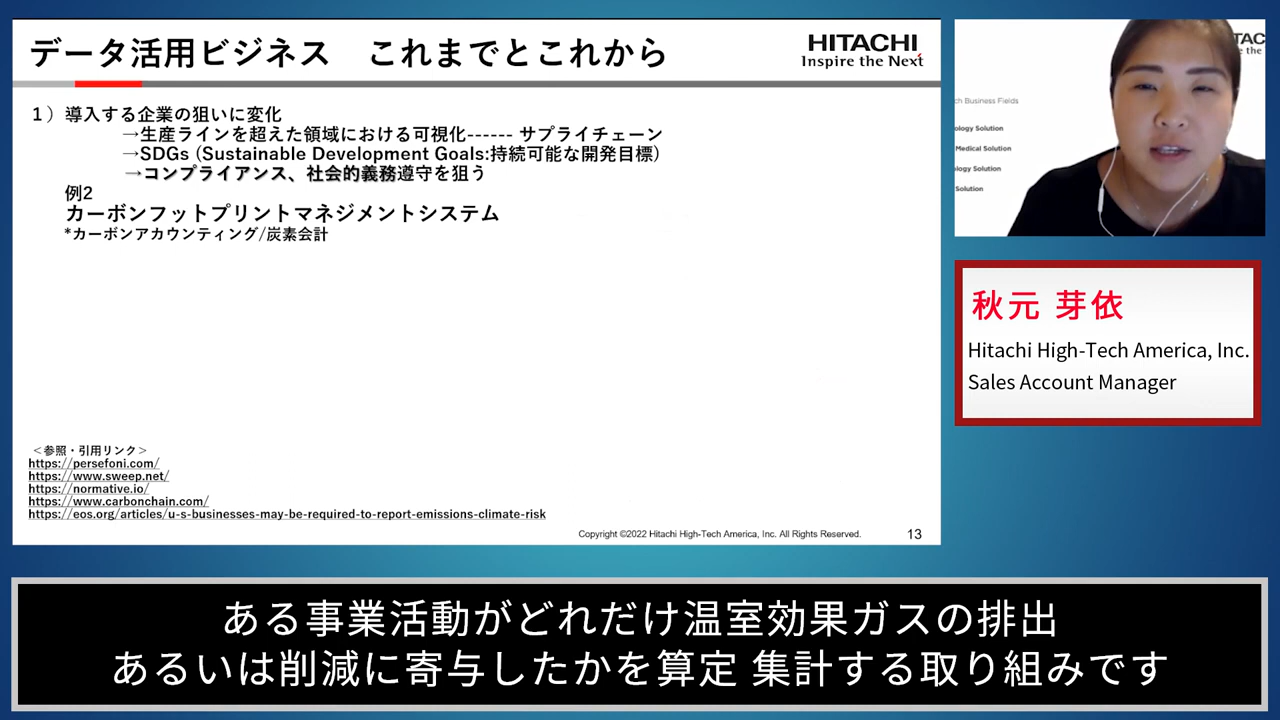 データ活用ビジネス　これまでとこれから
HITACHI
Inspire the Next
1）導入する企業の狙いに変化
→生産ラインを超えた領域における可視化------ サプライチェーン
→SDGs (Sustainable Development Goals:持続可能な開発目標)
→コンプライアンス、社会的義務遵守を狙う
例2
カーボンフットプリントマネジメントシステム
*カーボンアカウンティング/炭素会計
＜参照・引用リンク＞
https://persefoni.com/
https://www.sweep.net/
https://normative.io/
https://www.carbonchain.com/
https://eos.org/articles/u-s-businesses-may-be-required-to-report-emissions-climate-risk
Copyright ©2022 Hitachi High-Tech America, Inc. All Rights Reserved.
13
Business Fields
Solution
Medical Solution
Solution
Solution
秋元 芽依
Hitachi High-Tech America, Inc.
Sales Account Manager
ある事業活動がどれだけ温室効果ガスの排出
あるいは削減に寄与したかを算定 集計する取り組みです